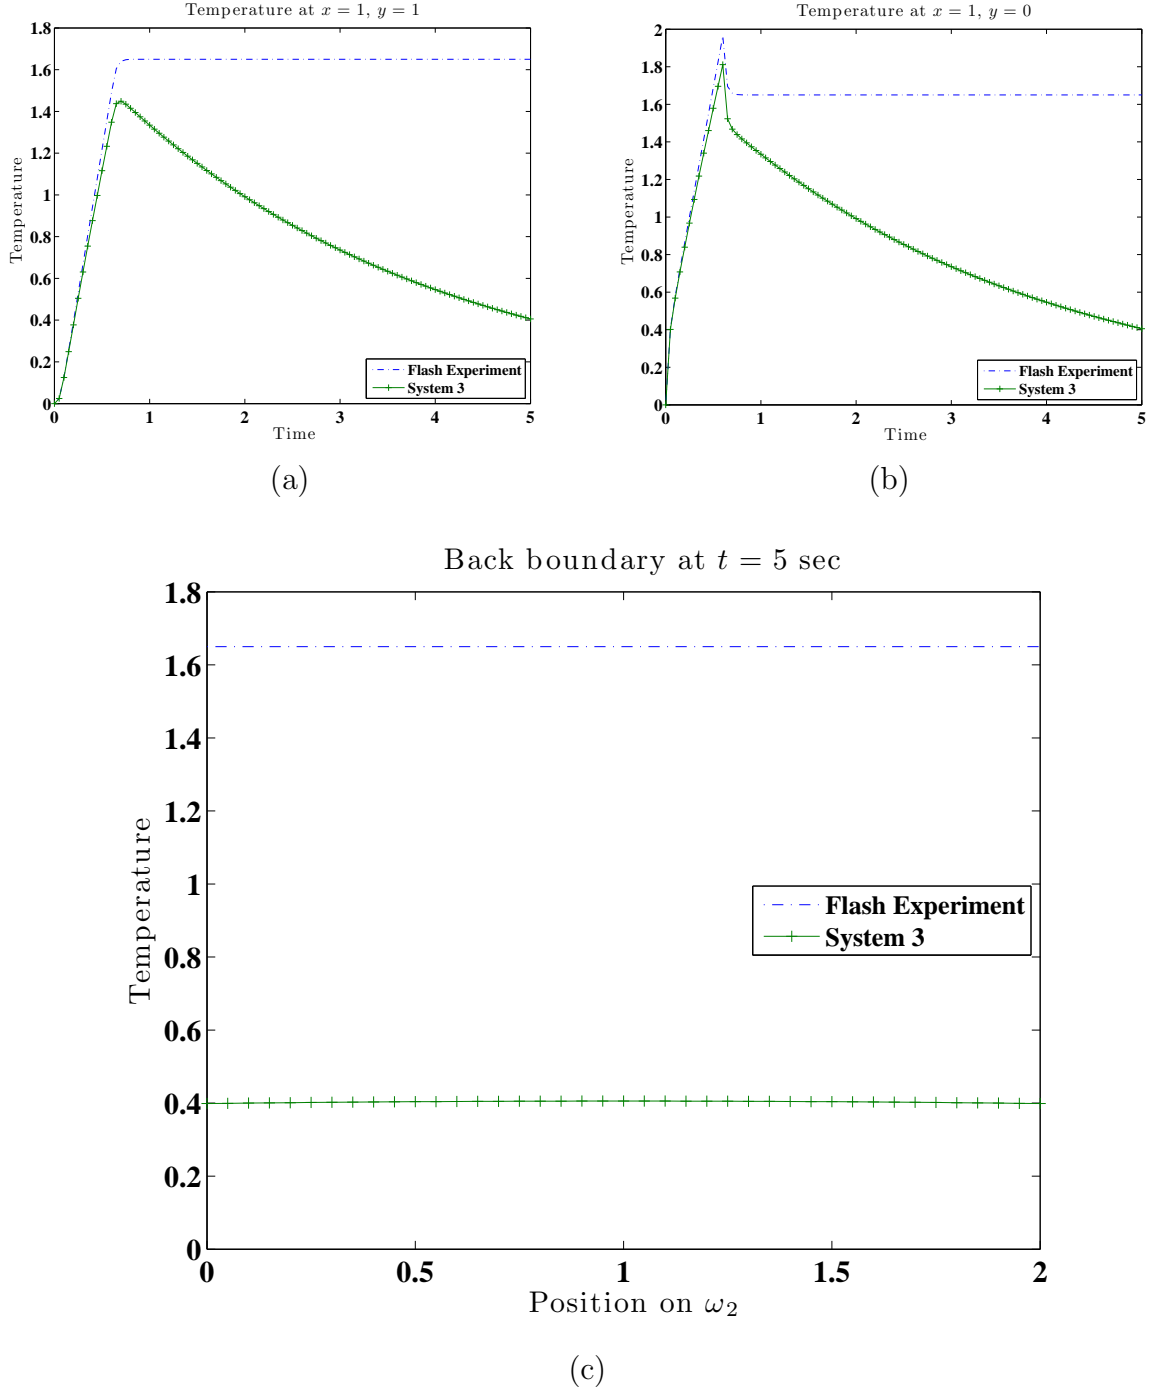 Temperature at x = 1, y = 1
1.8
1.6
1.4
1.2
1
0.8
0.6
0.4
0.2
0
Temperature
0 1 2 3 4 5
Time
Flash Experiment
System 3
(a)
Temperature at x = 1, y = 0
2
1.8
1.6
1.4
1.2
1
0.8
0.6
0.4
0.2
0
Temperature
0 1 2 3 4 5
Time
Flash Experiment
System 3
(b)
Back boundary at t = 5 sec
1.8
1.6
1.4
1.2
1
0.8
0.6
0.4
0.2
0
Temperature
Flash Experiment
System 3
0 0.5 1 1.5 2
Position on ω₂
(c)